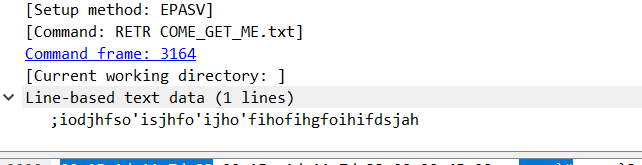 [Setup method: EPASV]
[Command: RETR COME_GET_ME.txt]
Command frame: 3164
[Current working directory: ]
Line-based text data (1 lines)
;iodjhfso'isjhfo'ijho'fihofihgfoihifdsjah